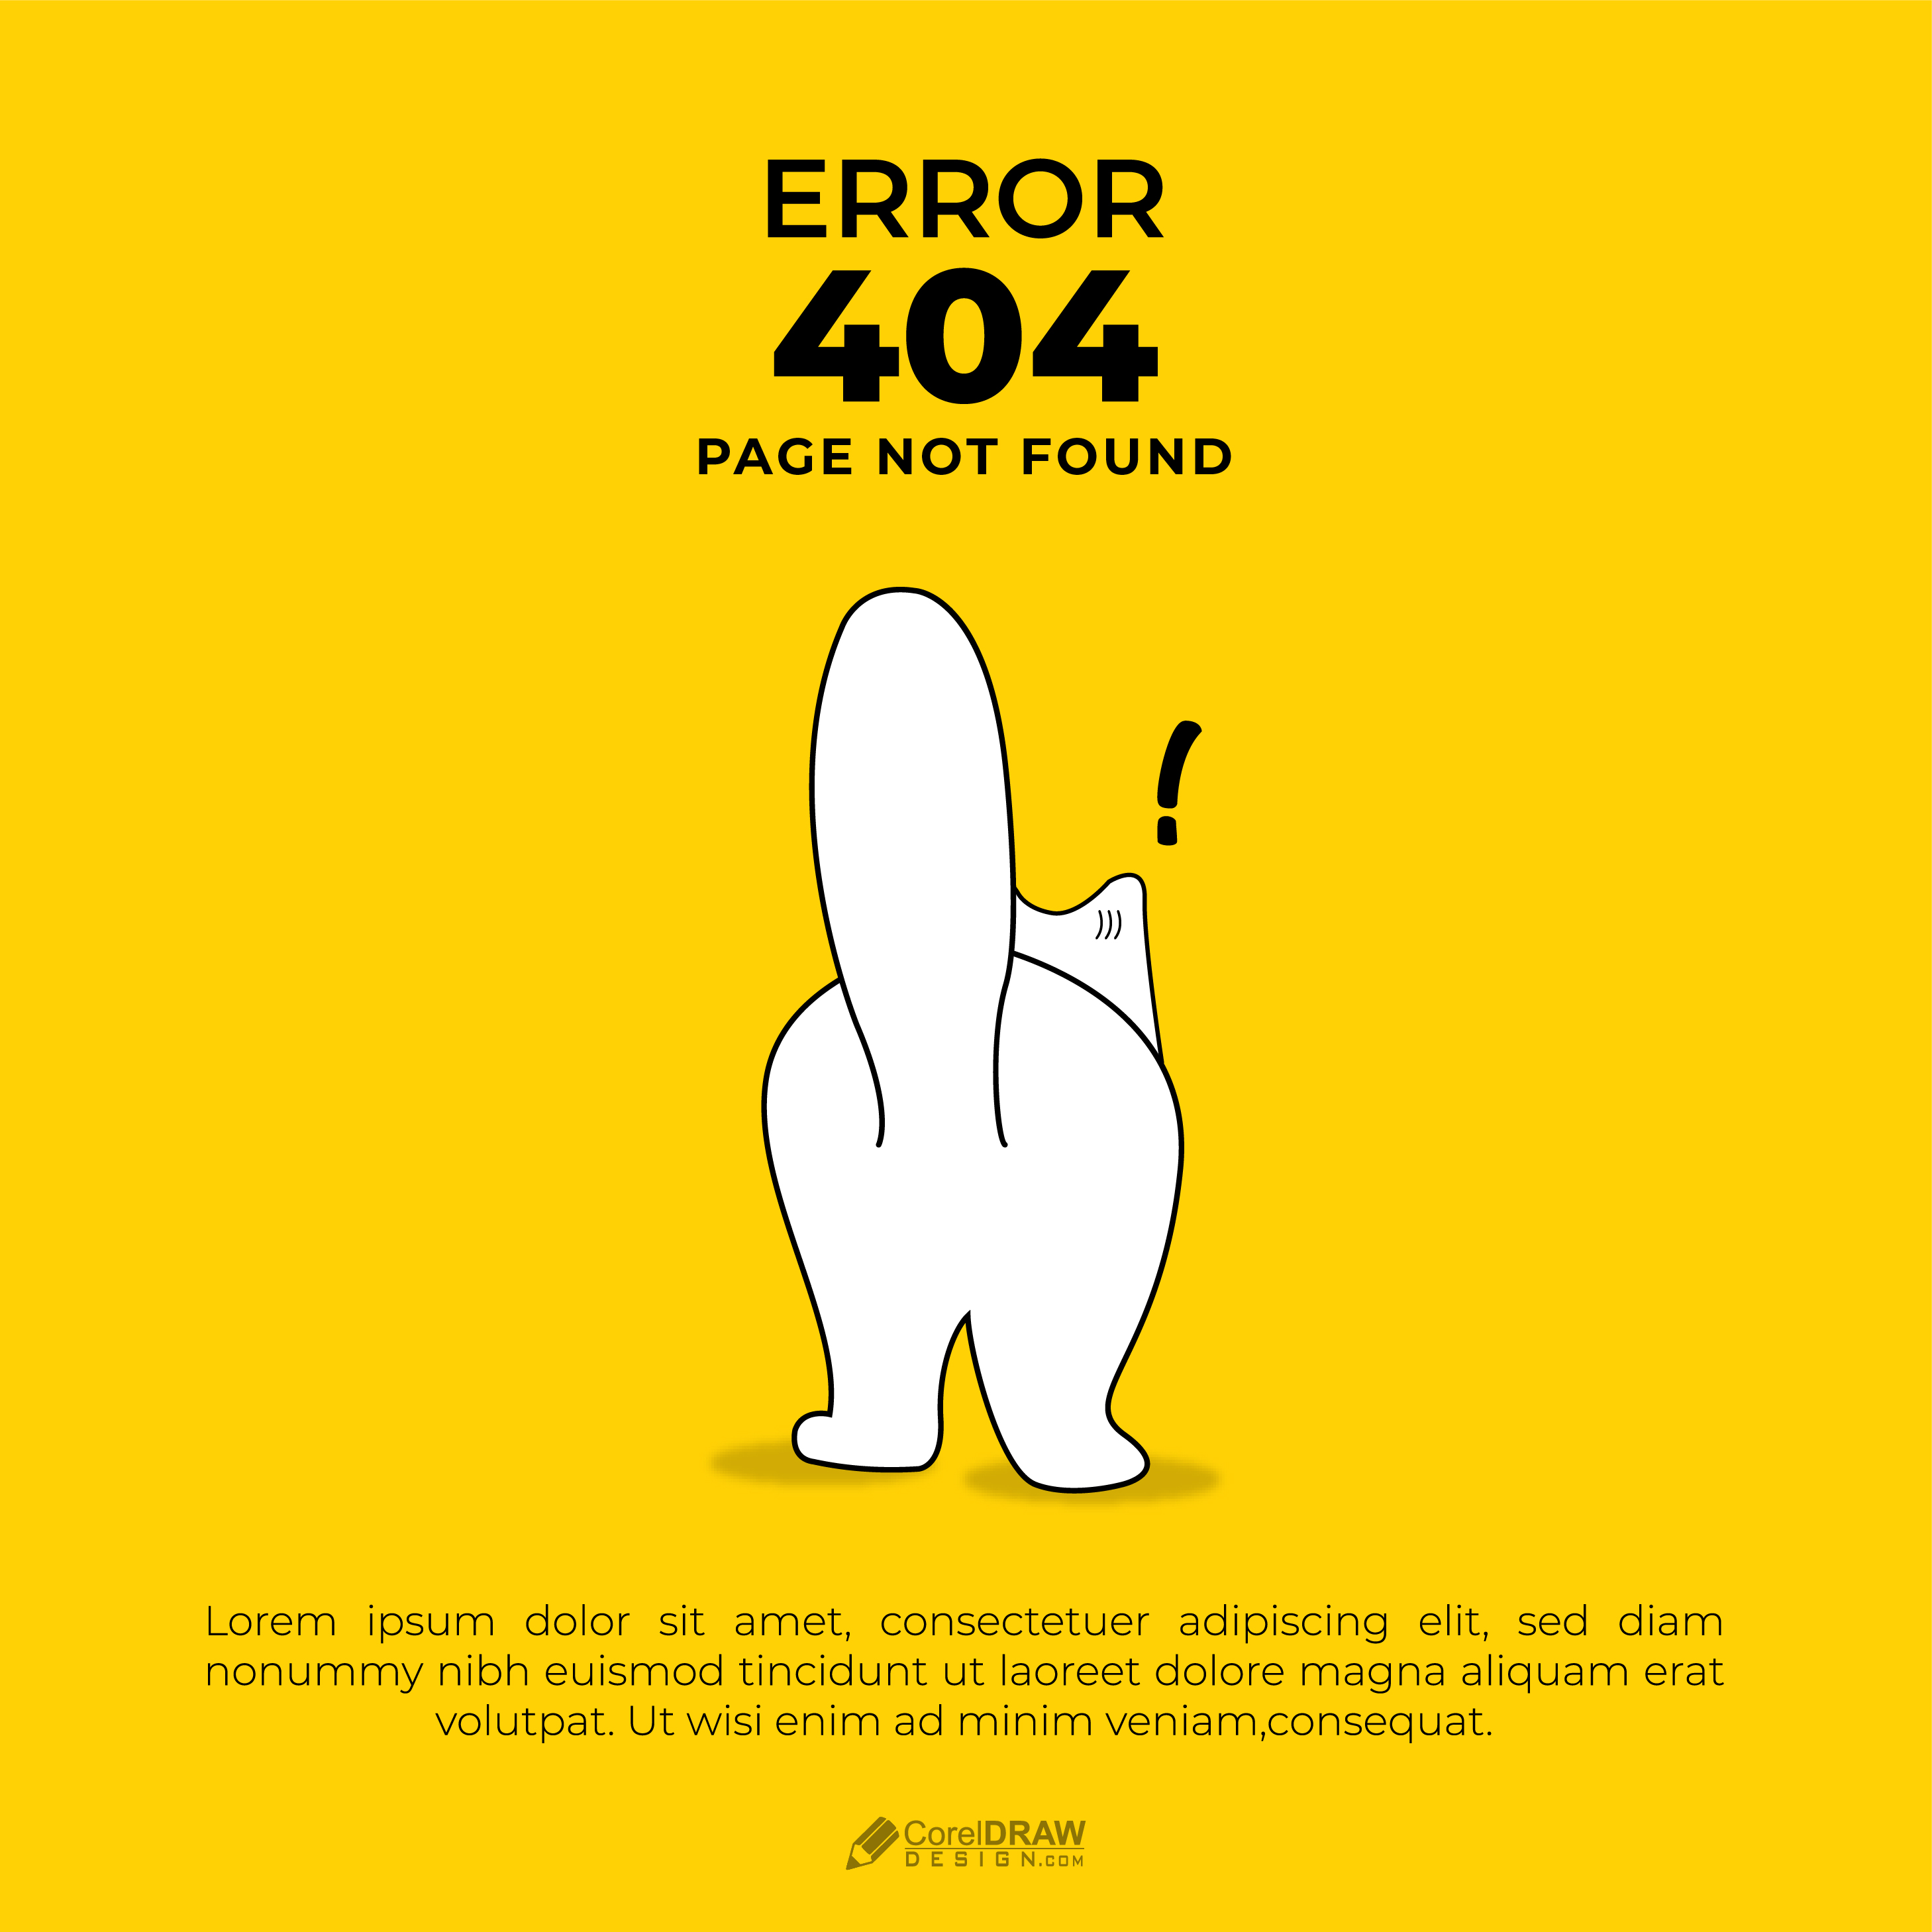 ERROR
404
PAGE NOT FOUND
!
Lorem ipsum dolor sit amet, consectetuer adipiscing elit, sed diam
nonummy nibh euismod tincidunt ut laoreet dolore magna aliquam erat
volutpat. Ut wisi enim ad minim veniam,consequat.
CorelDRAW
DESIGN.COM